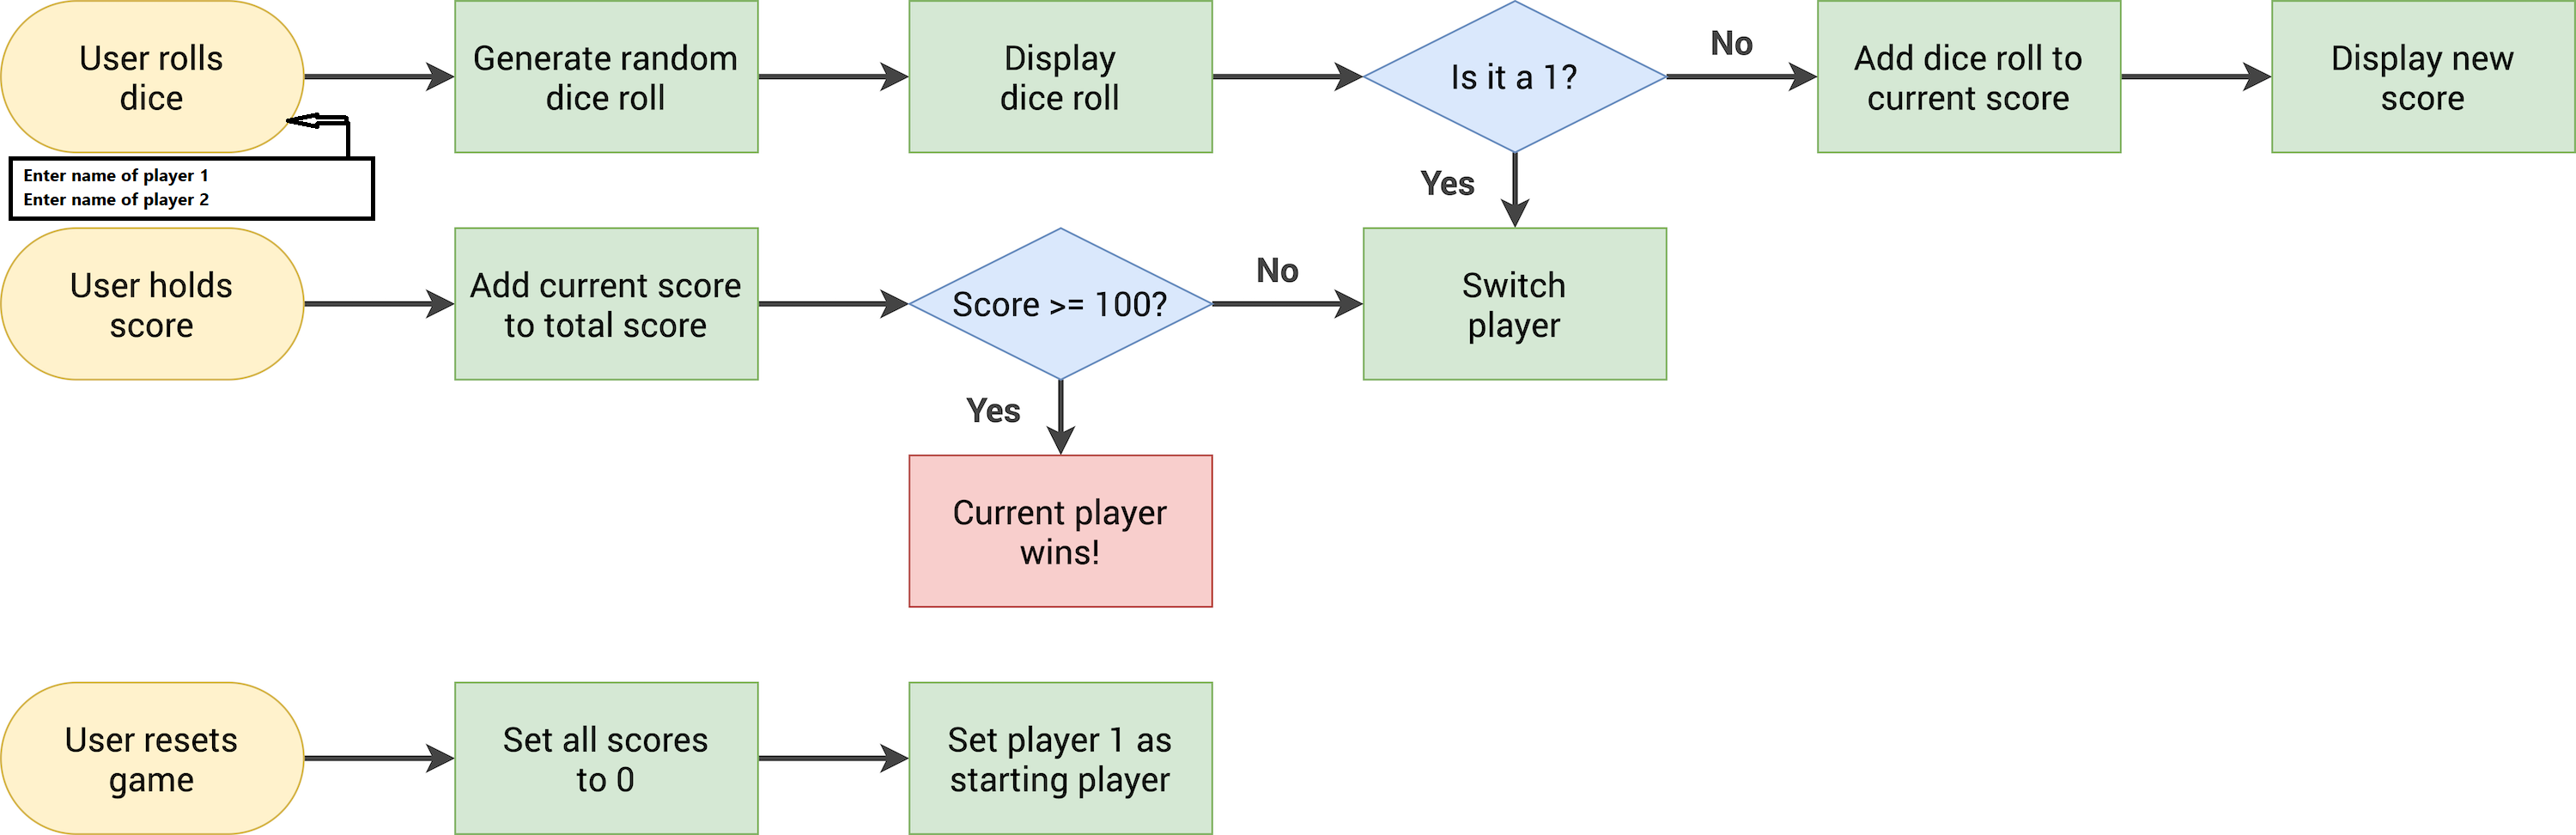 User rolls
dice
Generate random
dice roll
Display
dice roll
Is it a 1?
No
Add dice roll to
current score
Display new
score
Enter name of player 1
Enter name of player 2
Yes
User holds
score
Add current score
to total score
Score >= 100?
No
Switch
player
Yes
Current player
wins!
User resets
game
Set all scores
to 0
Set player 1 as
starting player